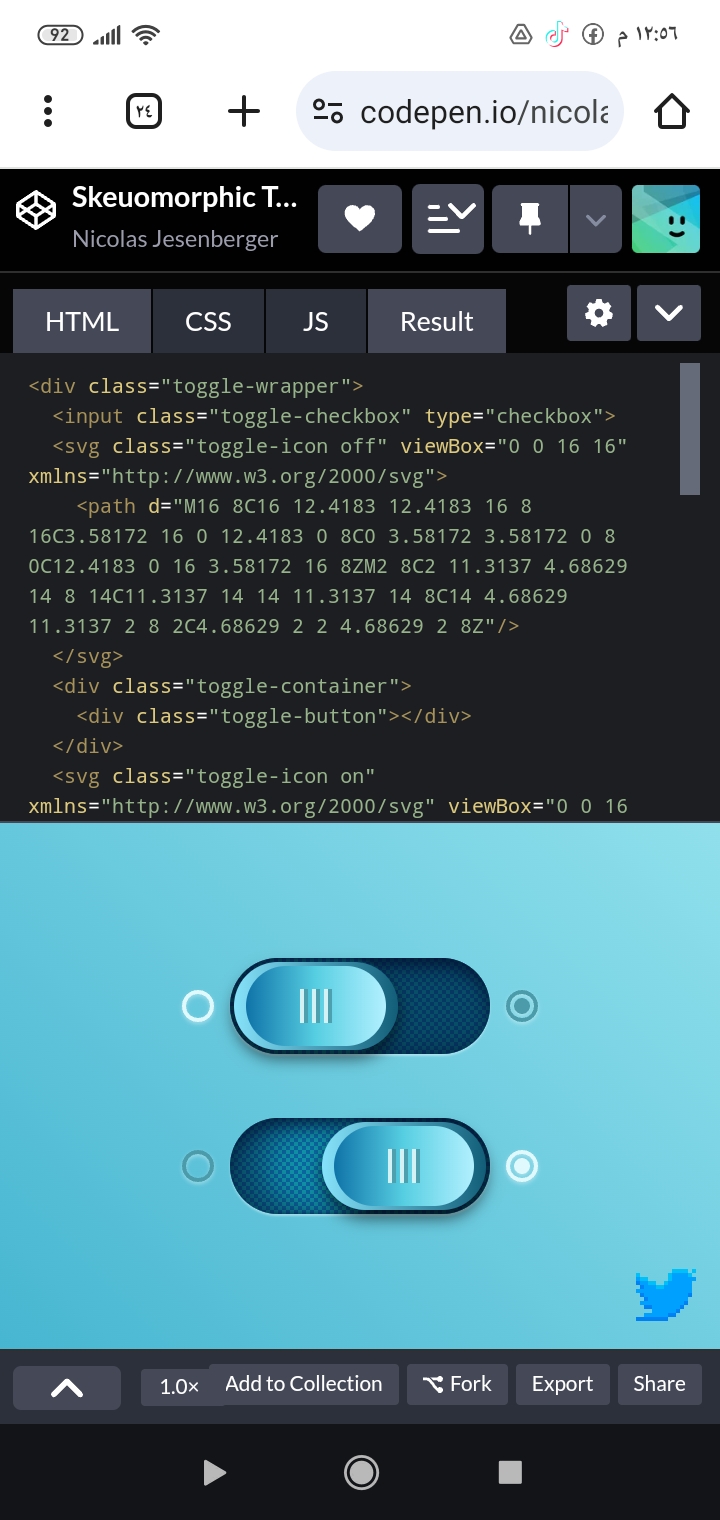 92
م ١٢:٥٦
٢٤
codepen.io/nicola
Skeuomorphic T...
Nicolas Jesenberger
HTML CSS JS Result
<div class="toggle-wrapper">
  <input class="toggle-checkbox" type="checkbox">
  <svg class="toggle-icon off" viewBox="0 0 16 16"
xmlns="http://www.w3.org/2000/svg">
    <path d="M16 8C16 12.4183 12.4183 16 8
16C3.58172 16 0 12.4183 0 8C0 3.58172 3.58172 0 8
0C12.4183 0 16 3.58172 16 8ZM2 8C2 11.3137 4.68629
14 8 14C11.3137 14 14 11.3137 14 8C14 4.68629
11.3137 2 8 2C4.68629 2 2 4.68629 2 8Z"/>
  </svg>
  <div class="toggle-container">
    <div class="toggle-button"></div>
  </div>
  <svg class="toggle-icon on"
xmlns="http://www.w3.org/2000/svg" viewBox="0 0 16
1.0× Add to Collection Fork Export Share